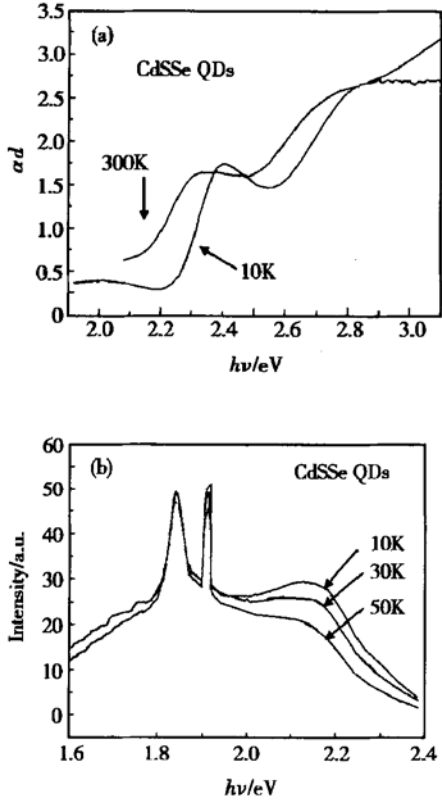 (a)
CdSSe QDs
300K
10K
αd
3.5
3.0
2.5
2.0
1.5
1.0
0.5
0
2.0 2.2 2.4 2.6 2.8 3.0
hν/eV
(b)
CdSSe QDs
10K
30K
50K
Intensity/a.u.
60
50
40
30
20
10
0
1.6 1.8 2.0 2.2 2.4
hν/eV